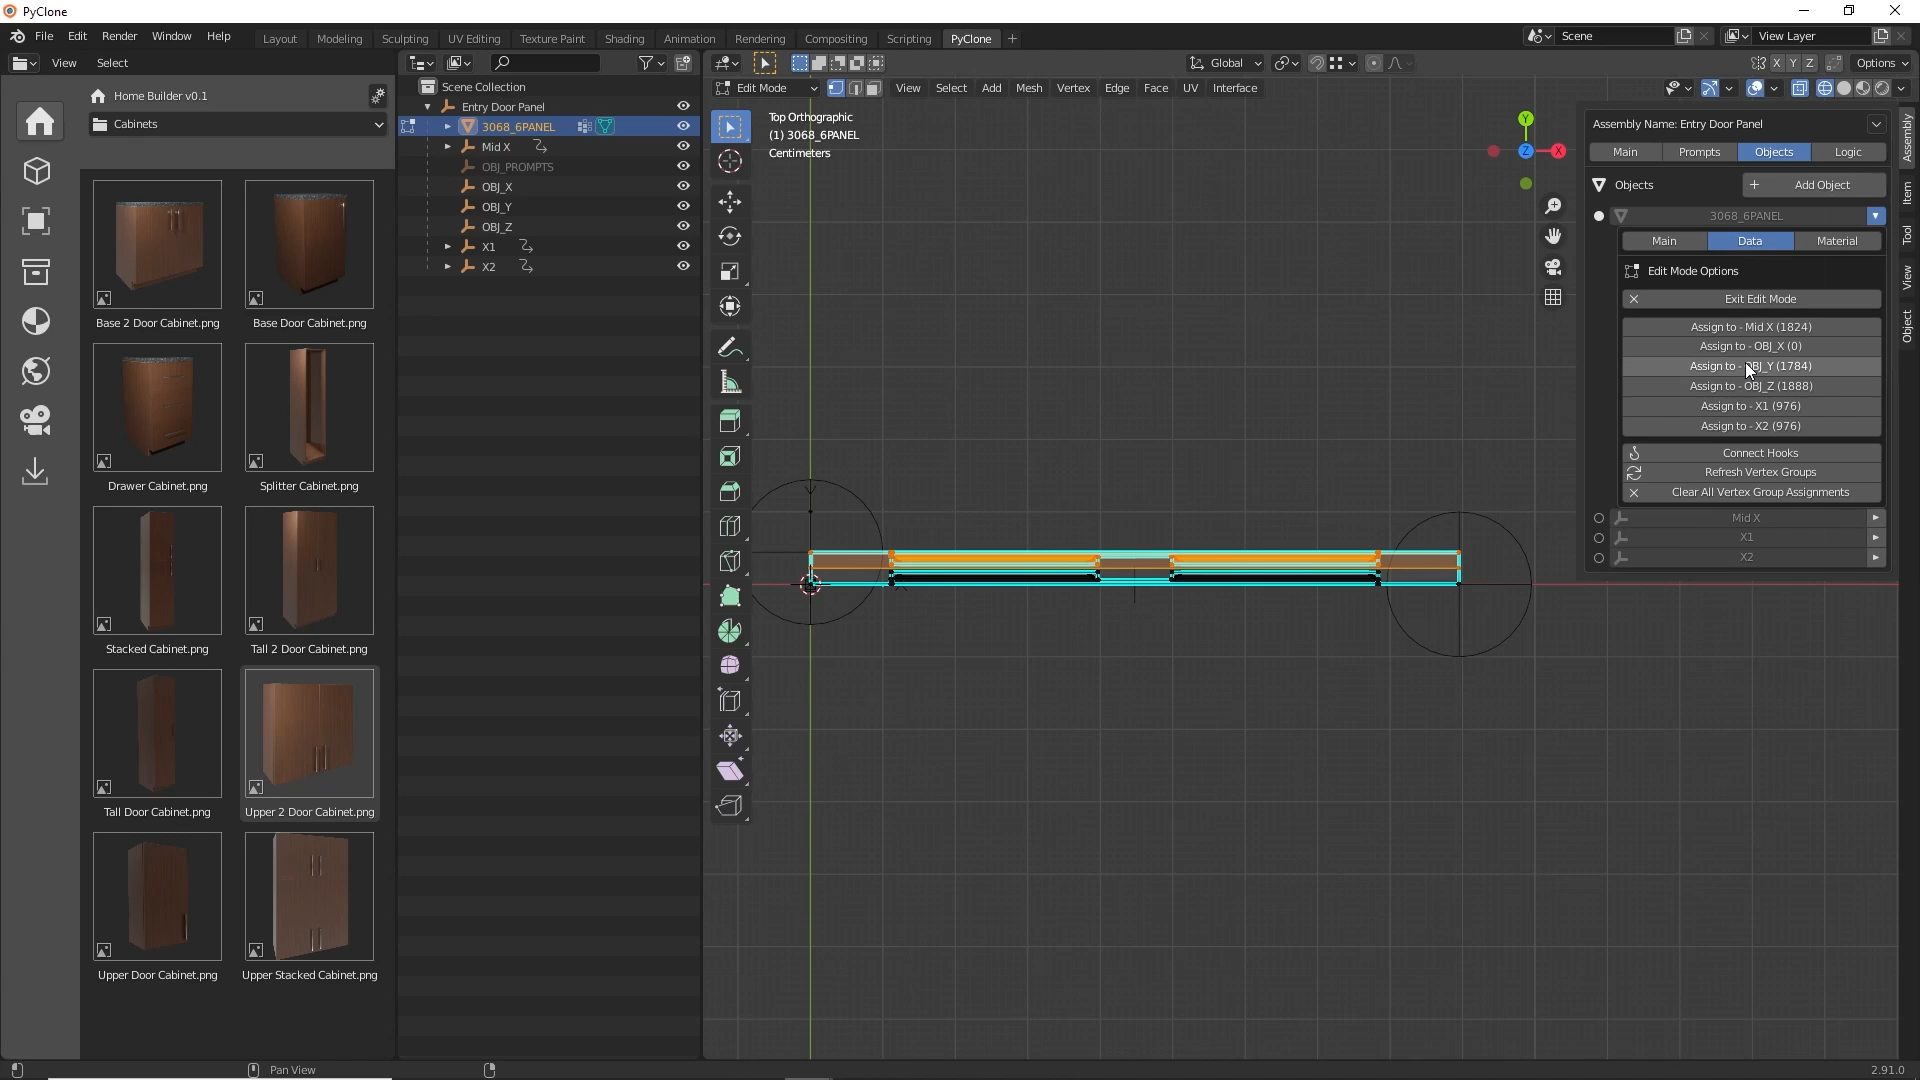 PyClone
File Edit Render Window Help
Layout Modeling Sculpting UV Editing Texture Paint Shading Animation Rendering Compositing Scripting PyClone +
Scene View Layer
View Select
Global X Y Z Options
Edit Mode View Select Add Mesh Vertex Edge Face UV Interface
Home Builder v0.1
Cabinets
Base 2 Door Cabinet.png
Base Door Cabinet.png
Drawer Cabinet.png
Splitter Cabinet.png
Stacked Cabinet.png
Tall 2 Door Cabinet.png
Tall Door Cabinet.png
Upper 2 Door Cabinet.png
Upper Door Cabinet.png
Upper Stacked Cabinet.png
Scene Collection
Entry Door Panel
3068_6PANEL
Mid X
OBJ_PROMPTS
OBJ_X
OBJ_Y
OBJ_Z
X1
X2
Top Orthographic
(1) 3068_6PANEL
Centimeters
Y
Z
X
Assembly Name: Entry Door Panel
Main Prompts Objects Logic
Objects + Add Object
3068_6PANEL
Main Data Material
Edit Mode Options
Exit Edit Mode
Assign to - Mid X (1824)
Assign to - OBJ_X (0)
Assign to - OBJ_Y (1784)
Assign to - OBJ_Z (1888)
Assign to - X1 (976)
Assign to - X2 (976)
Connect Hooks
Refresh Vertex Groups
Clear All Vertex Group Assignments
Mid X
X1
X2
Assembly
Item
Tool
View
Object
Pan View
2.91.0